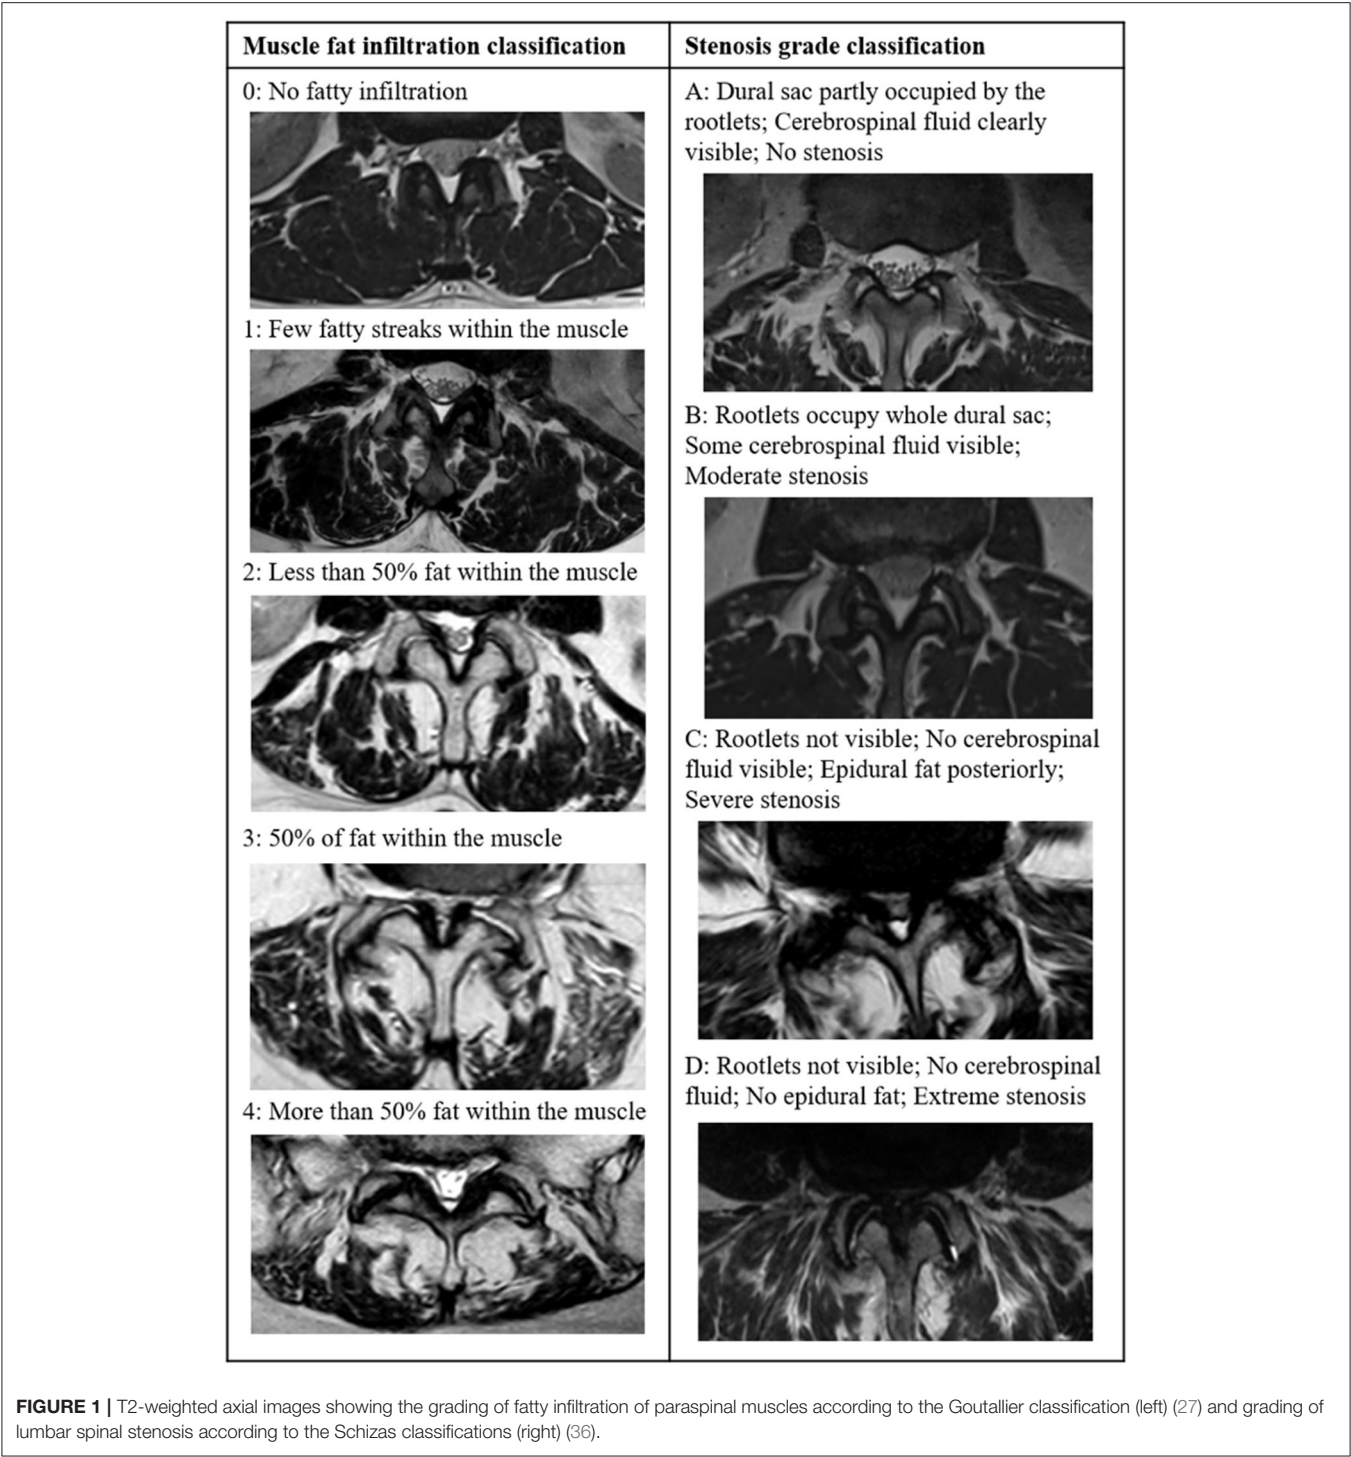 Muscle fat infiltration classification
0: No fatty infiltration
1: Few fatty streaks within the muscle
2: Less than 50% fat within the muscle
3: 50% of fat within the muscle
4: More than 50% fat within the muscle
Stenosis grade classification
A: Dural sac partly occupied by the
rootlets; Cerebrospinal fluid clearly
visible; No stenosis
B: Rootlets occupy whole dural sac;
Some cerebrospinal fluid visible;
Moderate stenosis
C: Rootlets not visible; No cerebrospinal
fluid visible; Epidural fat posteriorly;
Severe stenosis
D: Rootlets not visible; No cerebrospinal
fluid; No epidural fat; Extreme stenosis
FIGURE 1 | T2-weighted axial images showing the grading of fatty infiltration of paraspinal muscles according to the Goutallier classification (left) (27) and grading of
lumbar spinal stenosis according to the Schizas classifications (right) (36).